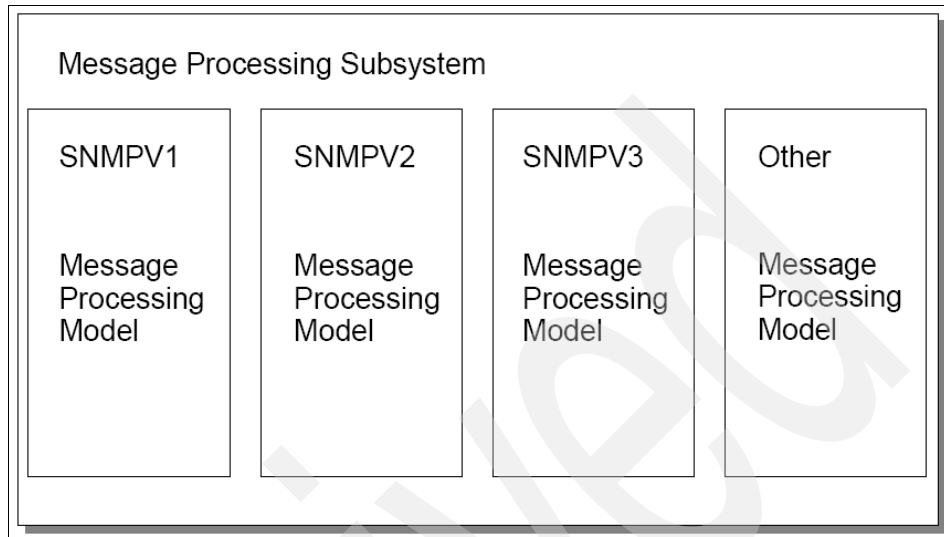 Message Processing Subsystem
SNMPV1
Message
Processing
Model
SNMPV2
Message
Processing
Model
SNMPV3
Message
Processing
Model
Other
Message
Processing
Model